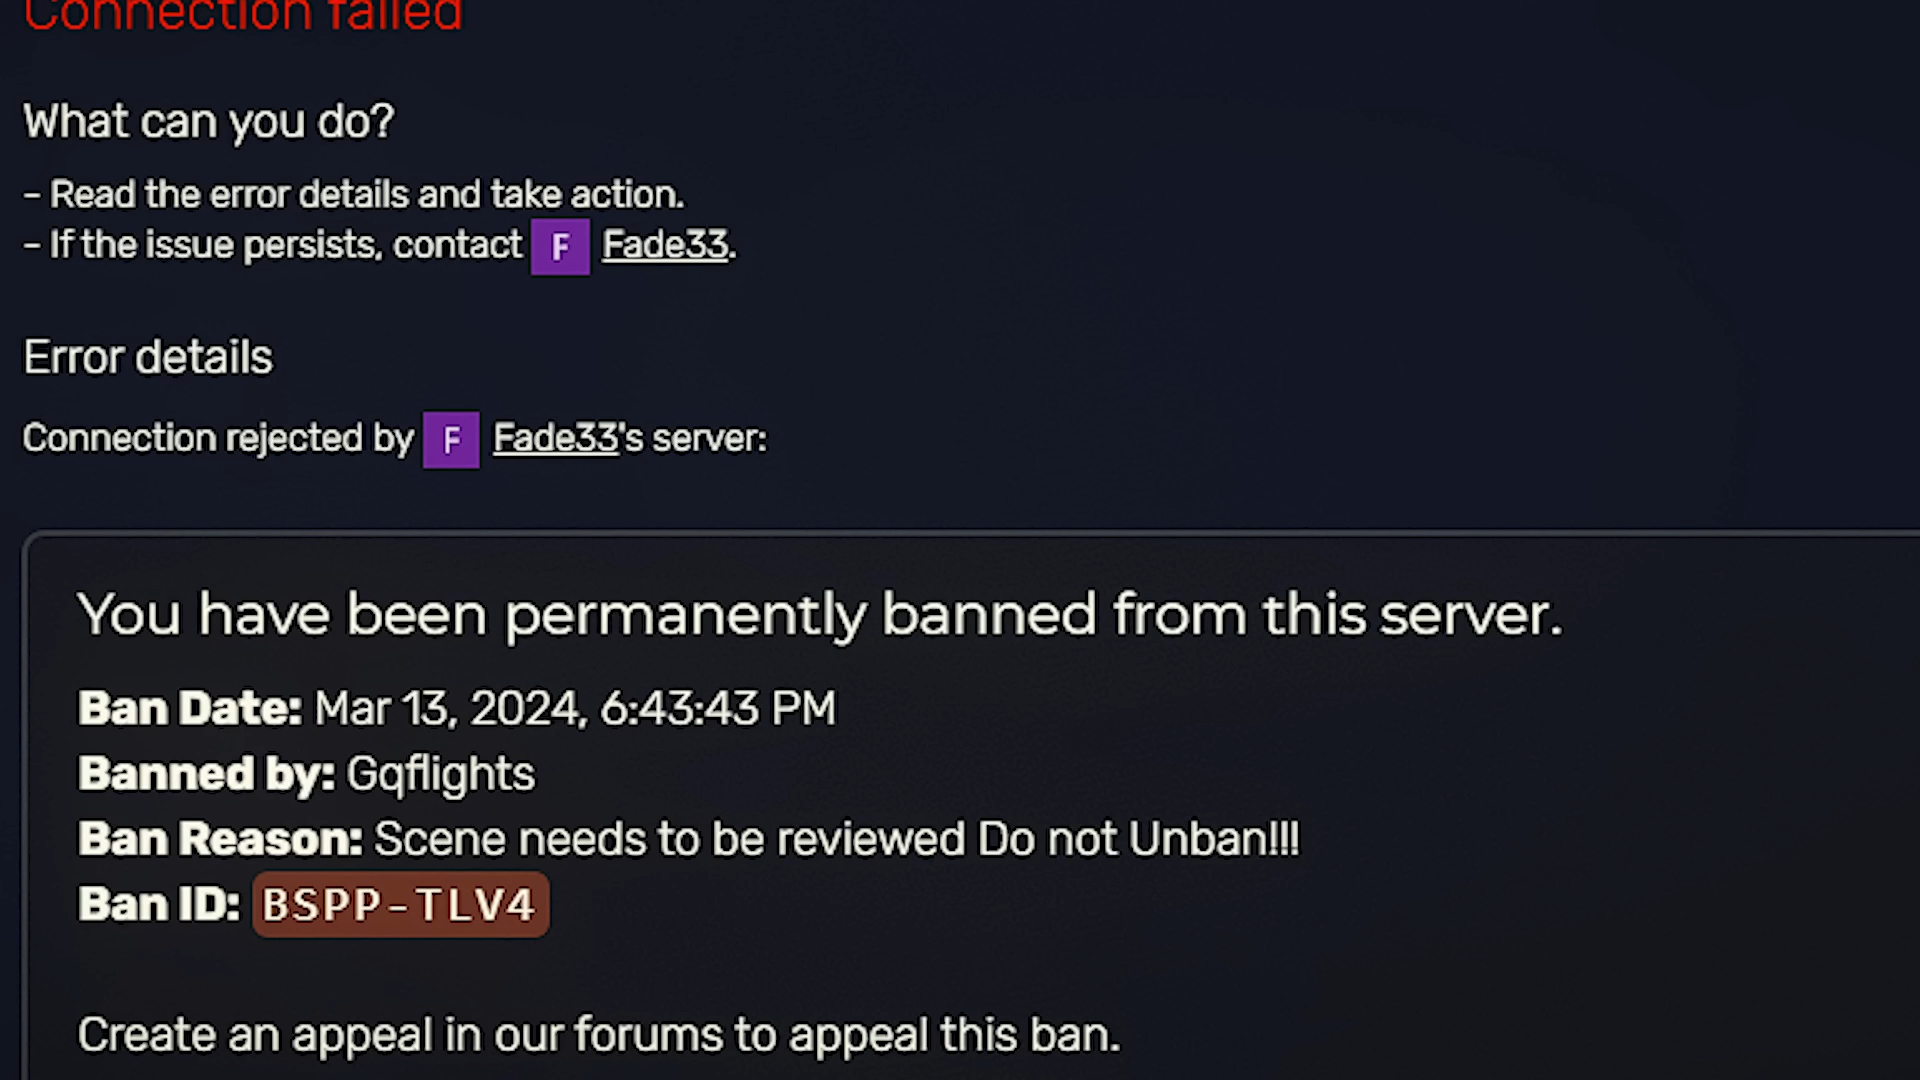 Connection failed
What can you do?
- Read the error details and take action.
- If the issue persists, contact F Fade33.
Error details
Connection rejected by F Fade33's server:
You have been permanently banned from this server.
Ban Date: Mar 13, 2024, 6:43:43 PM
Banned by: Gqflights
Ban Reason: Scene needs to be reviewed Do not Unban!!!
Ban ID: BSPP-TLV4
Create an appeal in our forums to appeal this ban.